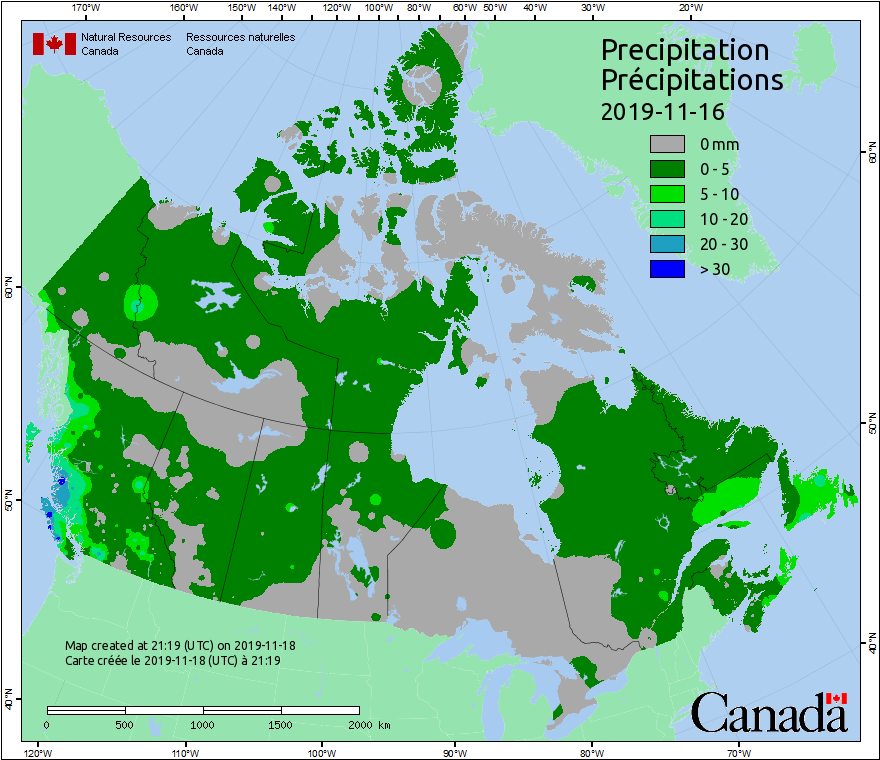 170°W 160°W 150°W 140°W 130°W 120°W 110°W 100°W 90°W 80°W 60°W 50°W 40°W 30°W 20°W
Natural Resources Canada
Ressources naturelles Canada
Precipitation
Précipitations
2019-11-16
0 mm
0 - 5
5 - 10
10 - 20
20 - 30
> 30
60°N
60°N
50°N
50°N
40°N
40°N
Map created at 21:19 (UTC) on 2019-11-18
Carte créée le 2019-11-18 (UTC) à 21:19
0 500 1000 1500 2000 km
Canada
120°W 110°W 100°W 90°W 80°W 70°W